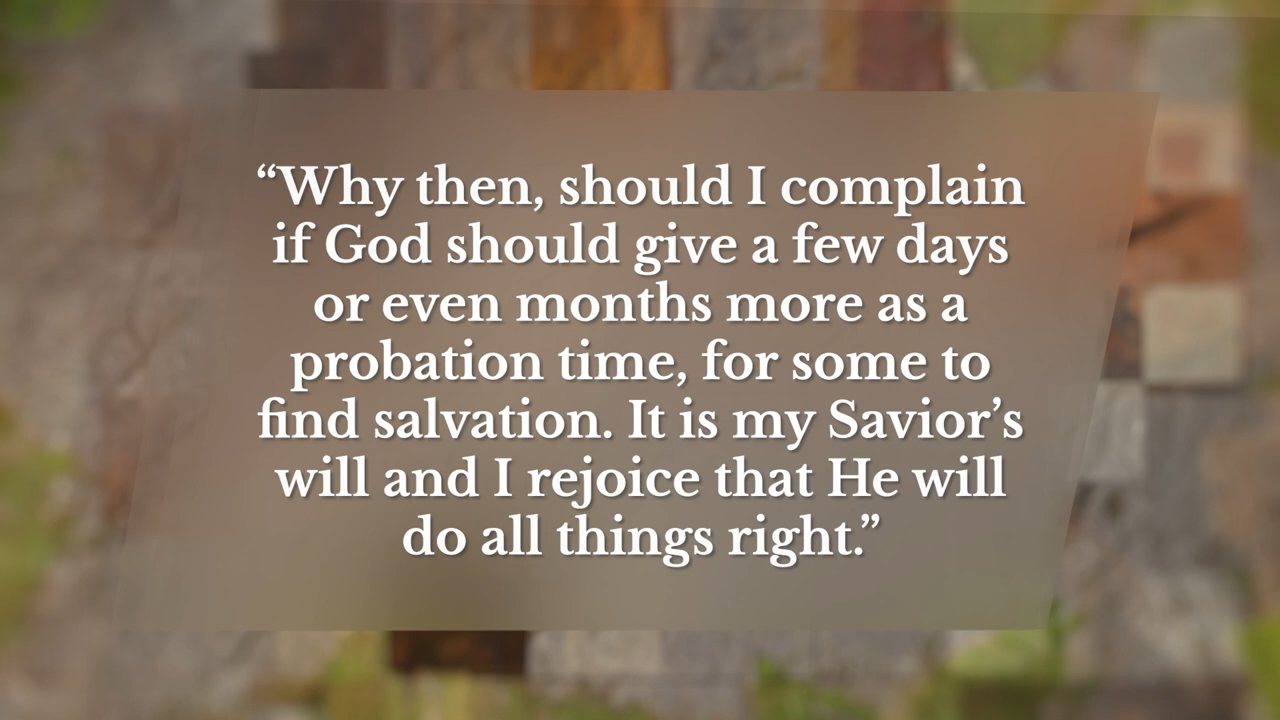 “Why then, should I complain
if God should give a few days
or even months more as a
probation time, for some to
find salvation. It is my Savior’s
will and I rejoice that He will
do all things right.”